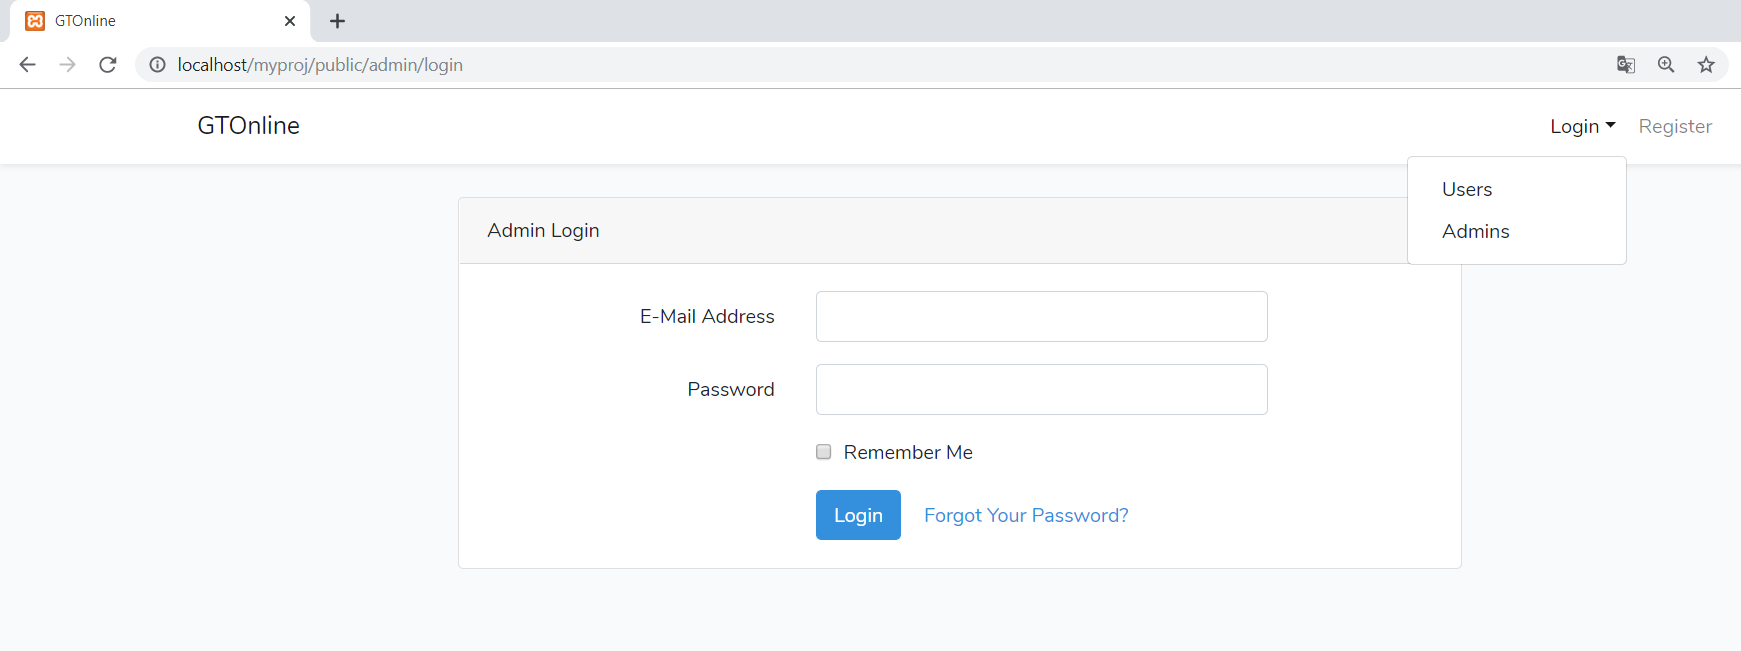 GTOnline
localhost/myproj/public/admin/login
GTOnline
Login Register
Users
Admins
Admin Login
E-Mail Address
Password
Remember Me
Login Forgot Your Password?